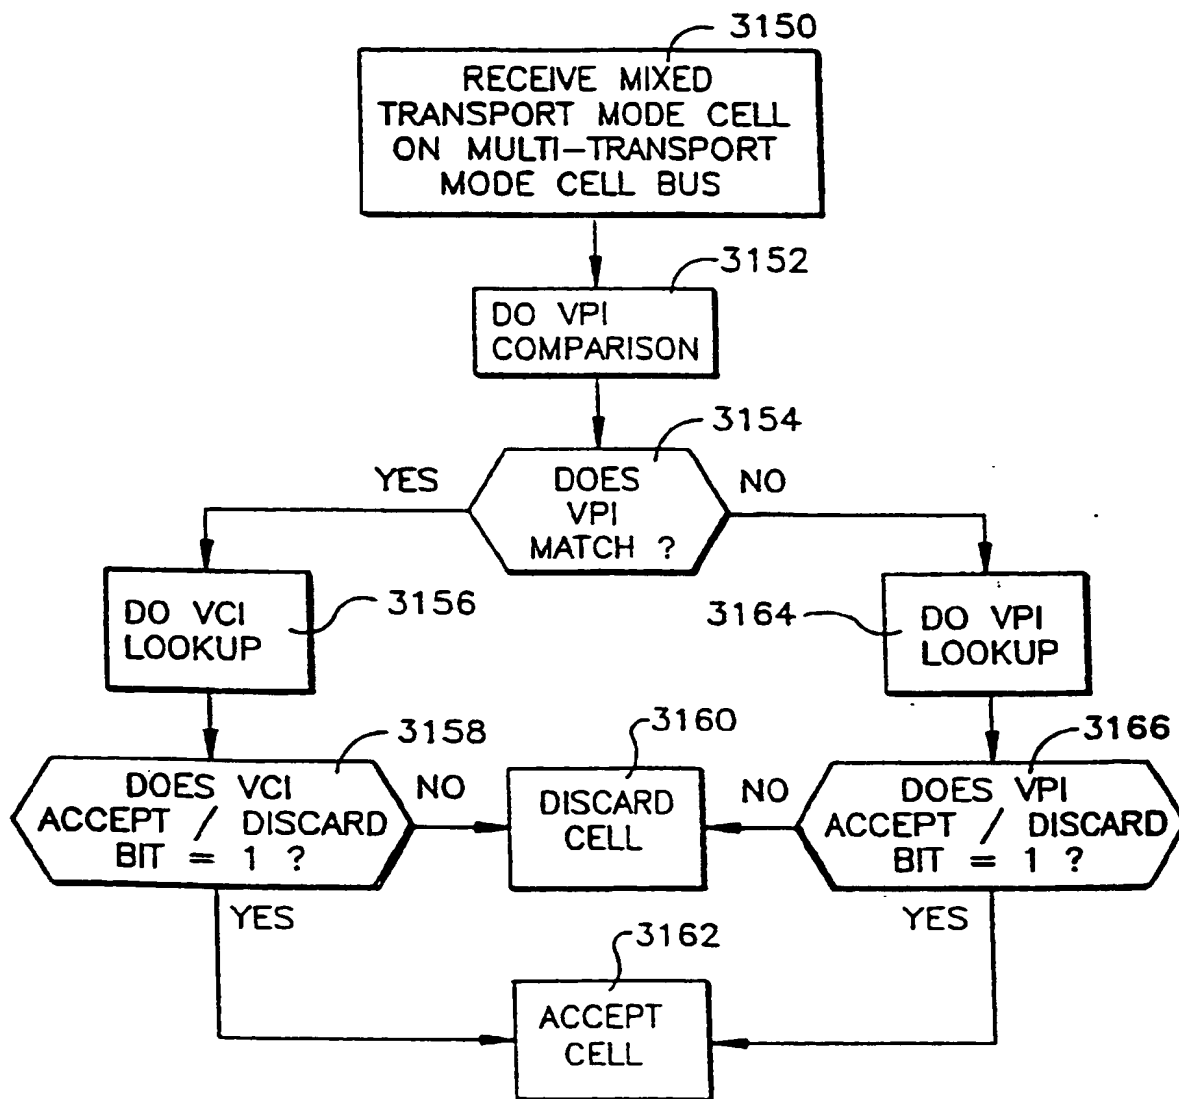 3150
RECEIVE MIXED
TRANSPORT MODE CELL
ON MULTI-TRANSPORT
MODE CELL BUS
3152
DO VPI
COMPARISON
3154
YES
DOES
VPI
MATCH ?
NO
DO VCI
LOOKUP
3156
3164
DO VPI
LOOKUP
3158
DOES VCI
ACCEPT / DISCARD
BIT = 1 ?
NO
YES
3160
DISCARD
CELL
3166
NO
DOES VPI
ACCEPT / DISCARD
BIT = 1 ?
YES
3162
ACCEPT
CELL